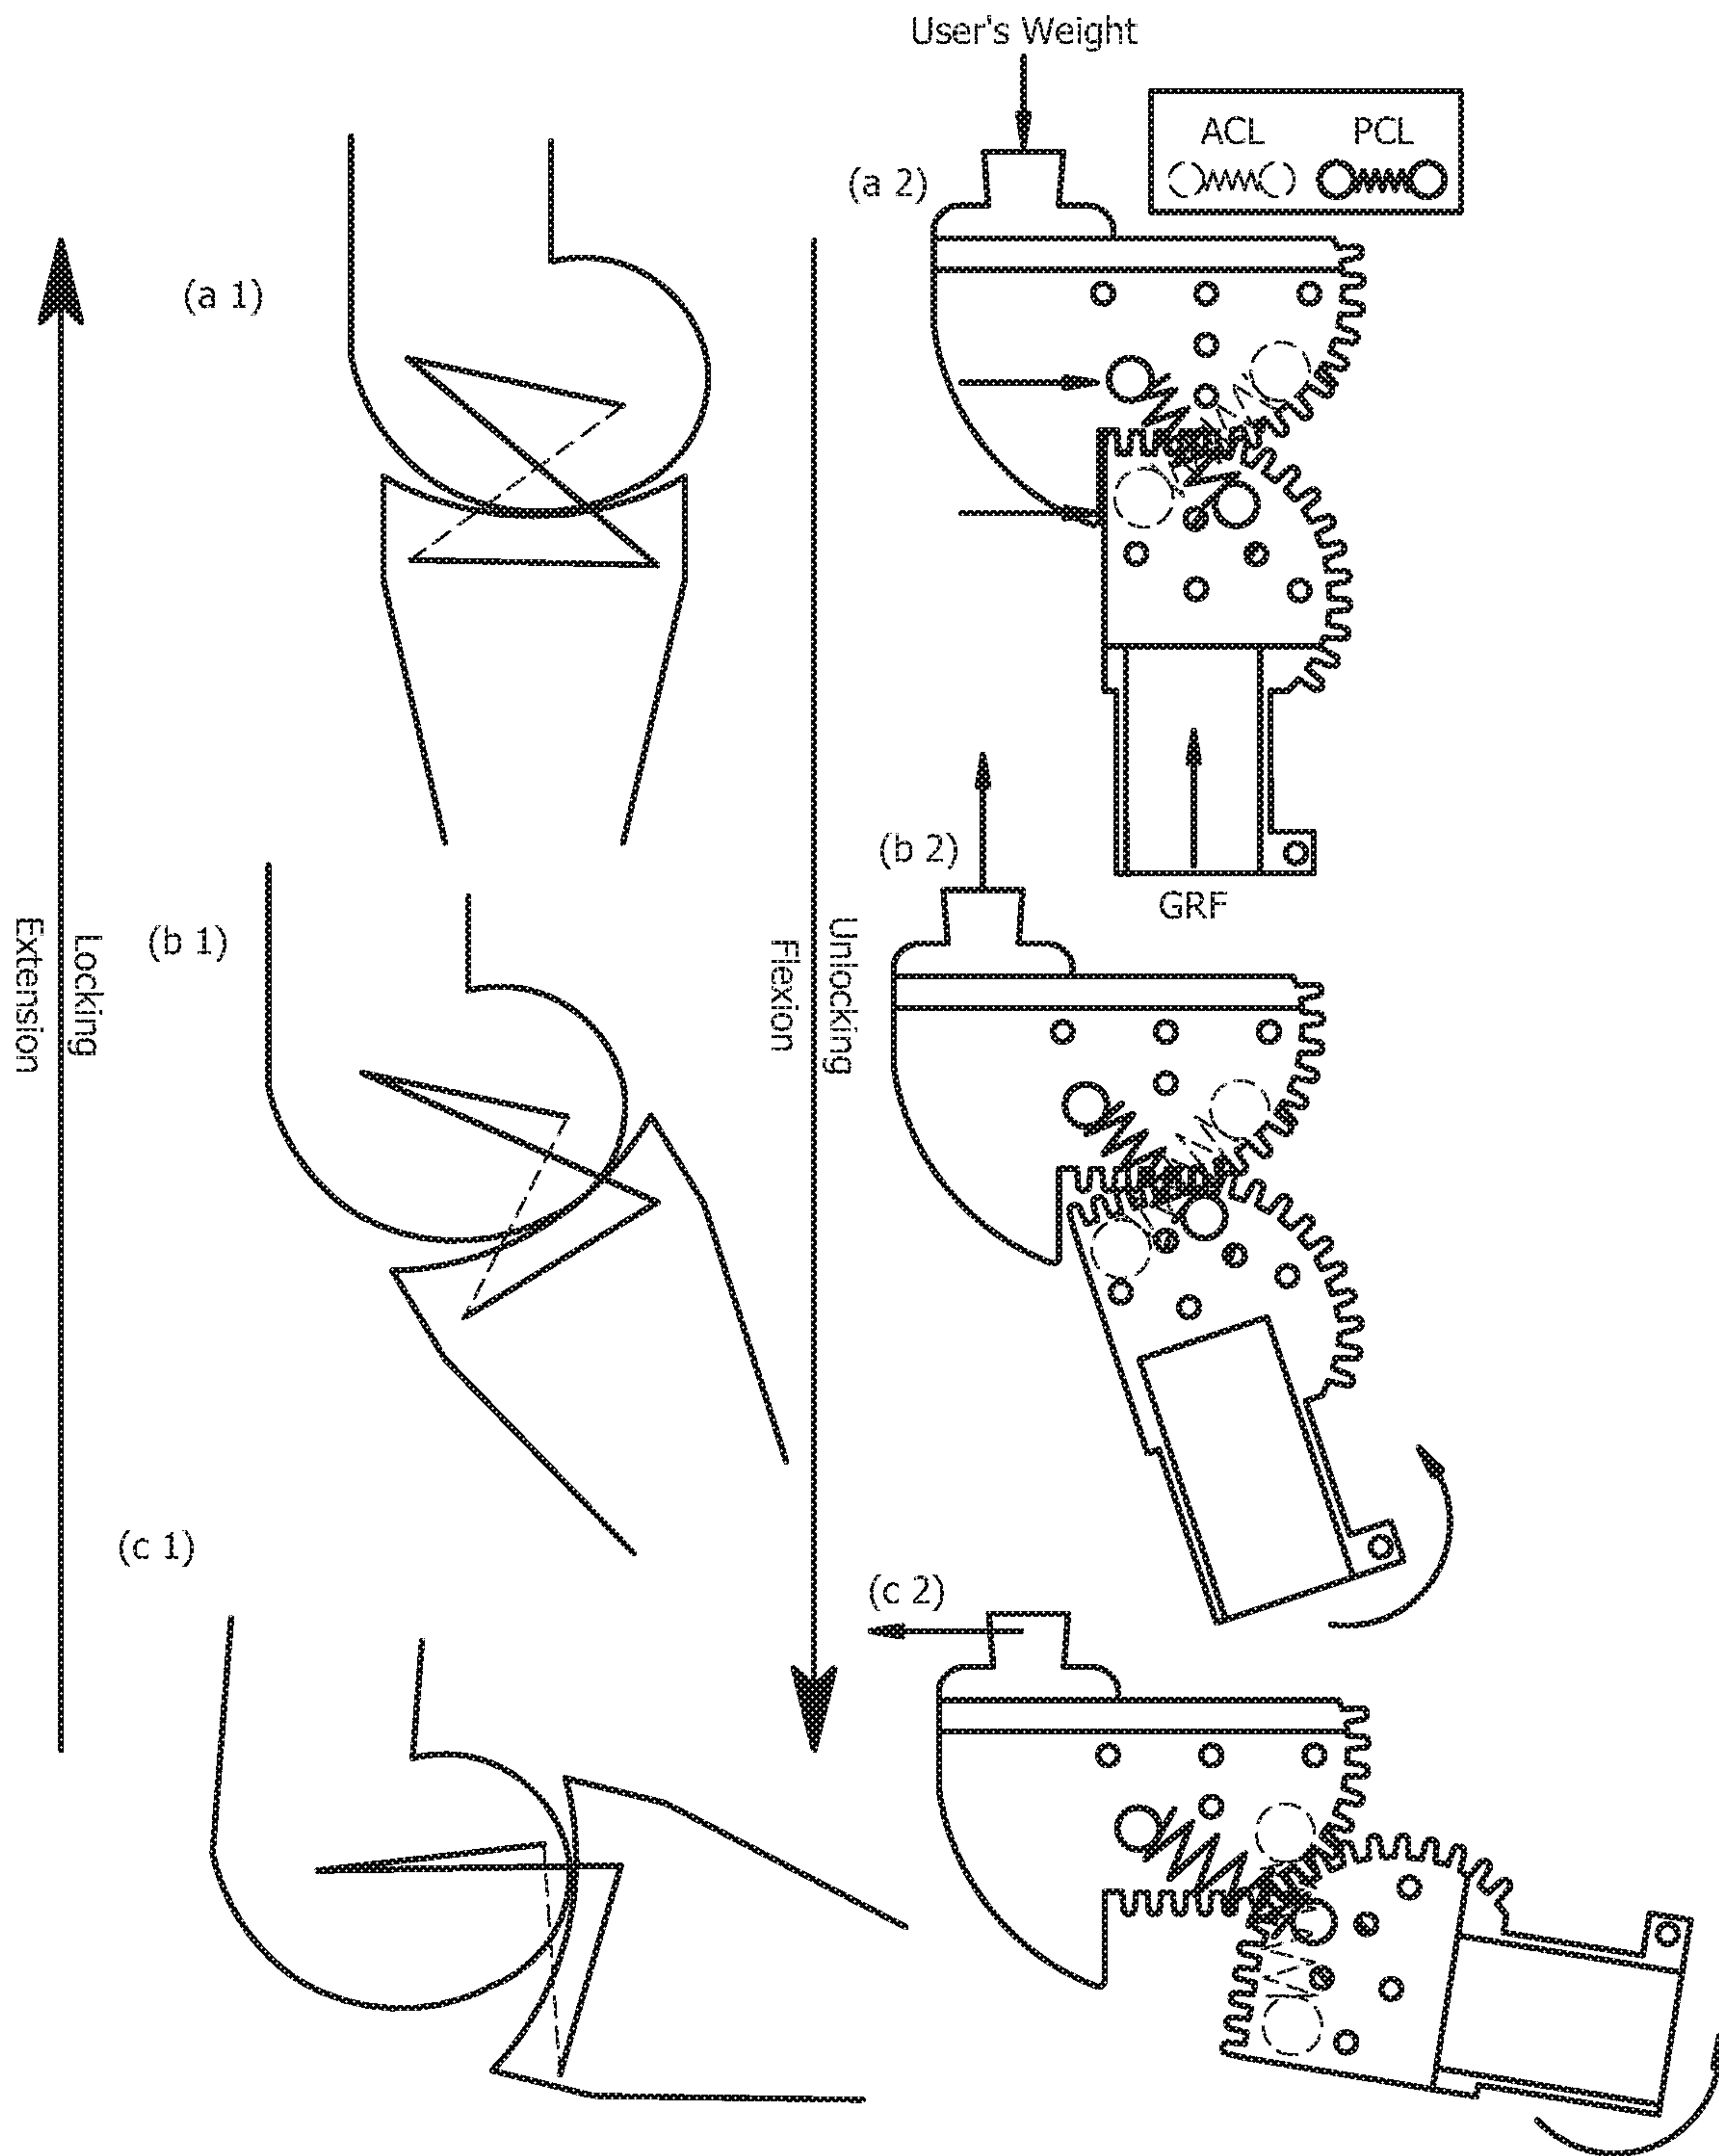 User's Weight
ACL PCL
(a 2)
(a 1)
(b 2)
GRF
(b 1)
Locking
Extension
Unlocking
Flexion
(c 1)
(c 2)